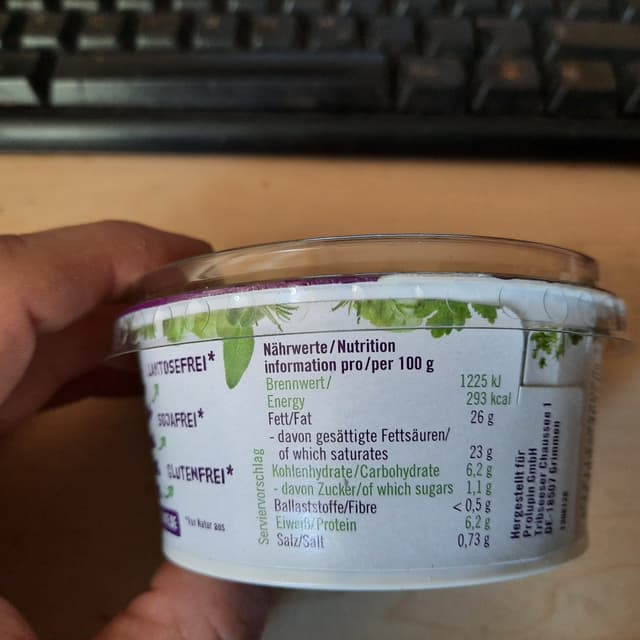 LAKTOSEFREI*
SOJAFREI*
GLUTENFREI*
*Von Natur aus
Serviervorschlag
Nährwerte/Nutrition
information pro/per 100 g
Brennwert/ 1225 kJ
Energy 293 kcal
Fett/Fat 26 g
- davon gesättigte Fettsäuren/
of which saturates 23 g
Kohlenhydrate/Carbohydrate 6,2 g
- davon Zucker/of which sugars 1,1 g
Ballaststoffe/Fibre < 0,5 g
Eiweiß/Protein 6,2 g
Salz/Salt 0,73 g
Hergestellt für
Prolupin GmbH
Tribseeser Chaussee 1
DE-18507 Grimmen